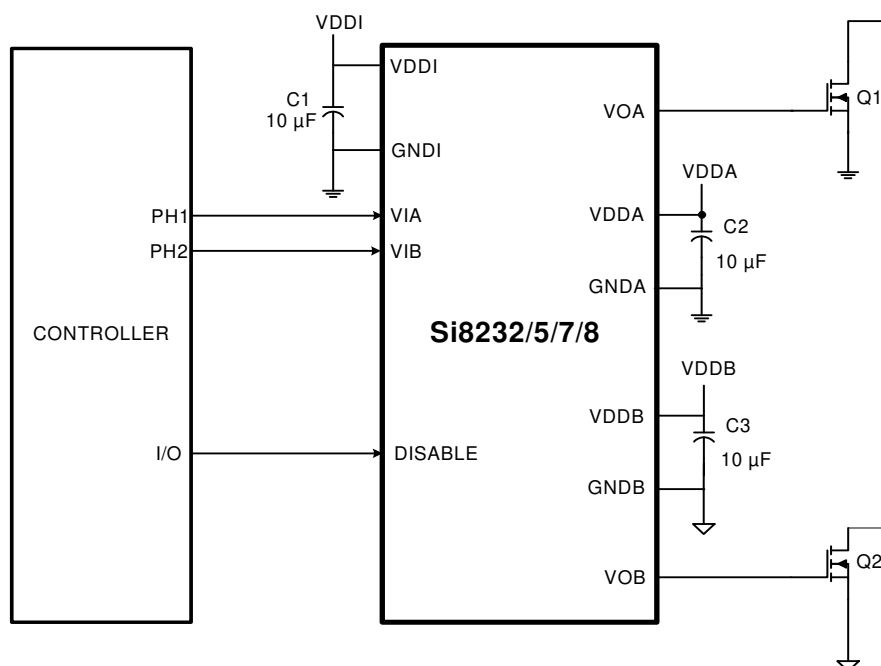 VDDI
VDDI
C1
10 µF
GNDI
VOA
Q1
VDDA
VDDA
C2
10 µF
GNDA
PH1
VIA
PH2
VIB
CONTROLLER
Si8232/5/7/8
VDDB
VDDB
C3
10 µF
GNDB
I/O
DISABLE
VOB
Q2